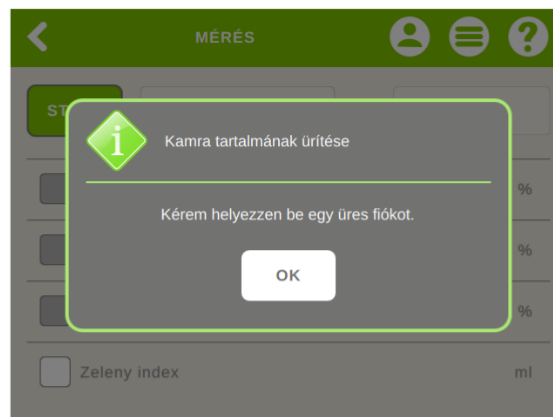 MÉRÉS
ST
Kamra tartalmának ürítése
%
Kérem helyezzen be egy üres fiókot.
%
OK
%
Zeleny index ml